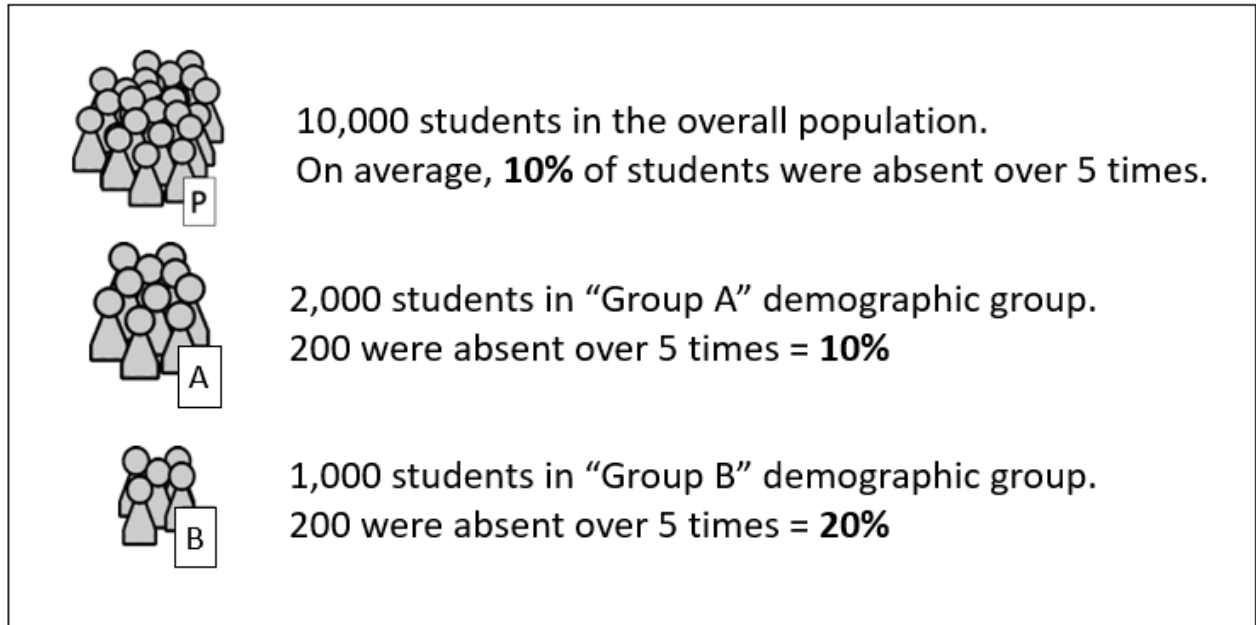 10,000 students in the overall population.
On average, 10% of students were absent over 5 times.
P
2,000 students in “Group A” demographic group.
200 were absent over 5 times = 10%
A
1,000 students in “Group B” demographic group.
200 were absent over 5 times = 20%
B